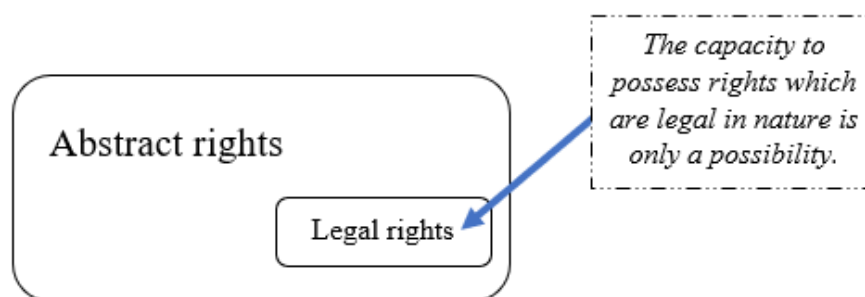 Abstract rights
Legal rights
The capacity to
possess rights which
are legal in nature is
only a possibility.